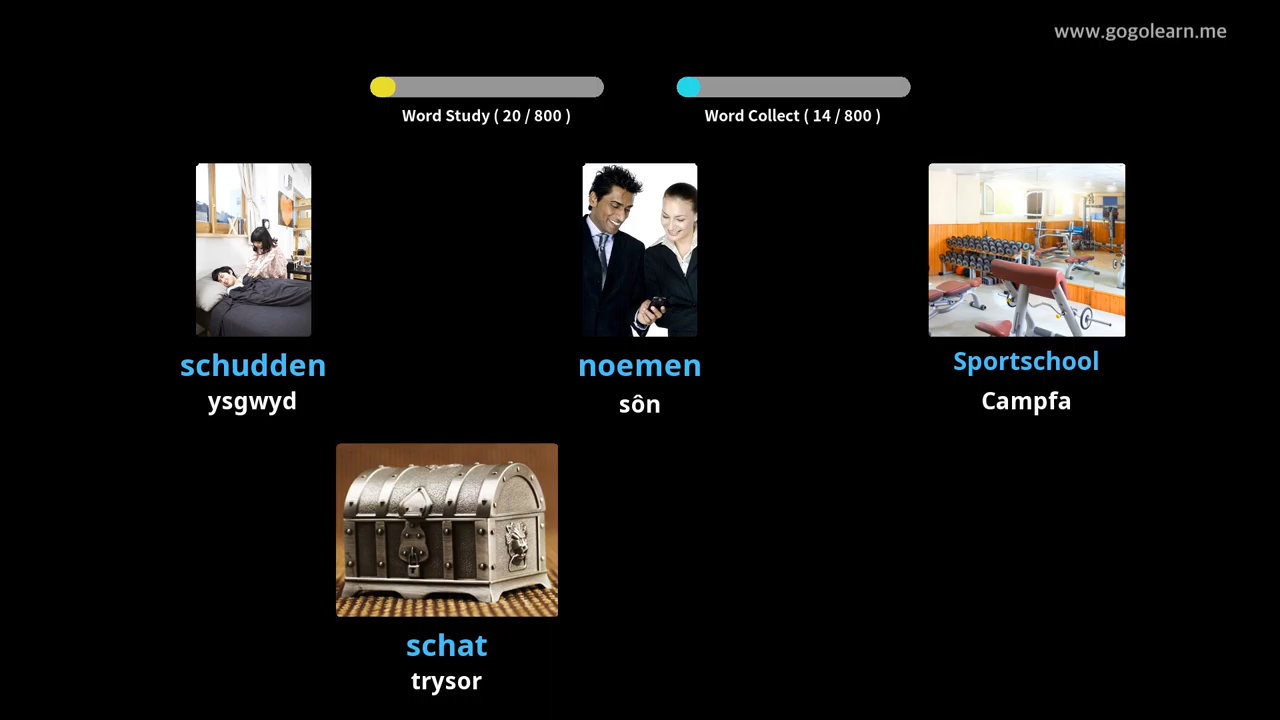 www.gogolearn.me
Word Study ( 20 / 800 )
Word Collect ( 14 / 800 )
schudden
ysgwyd
noemen
sôn
Sportschool
Campfa
schat
trysor